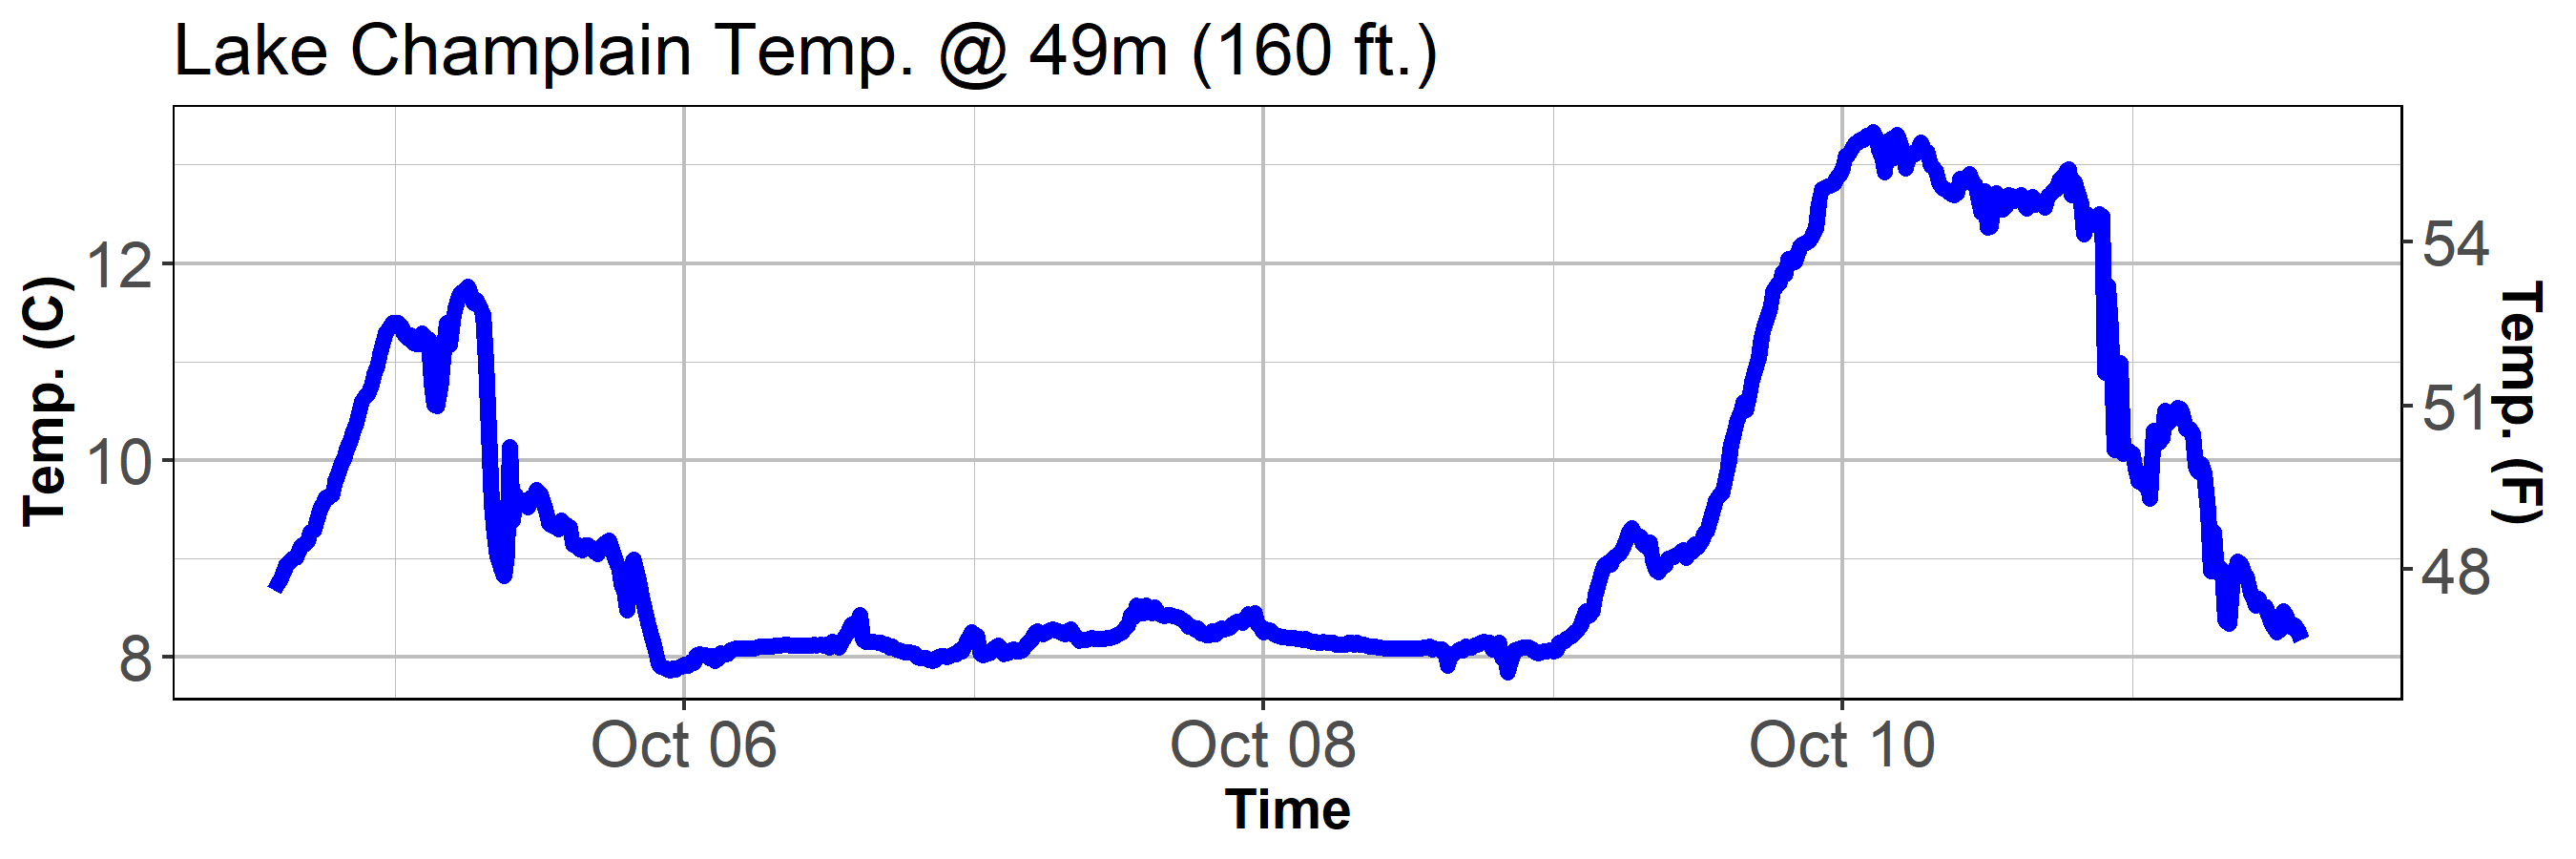 Lake Champlain Temp. @ 49m (160 ft.)
Temp. (C)
12
10
8
54
51
48
Temp. (F)
Oct 06
Oct 08
Oct 10
Time